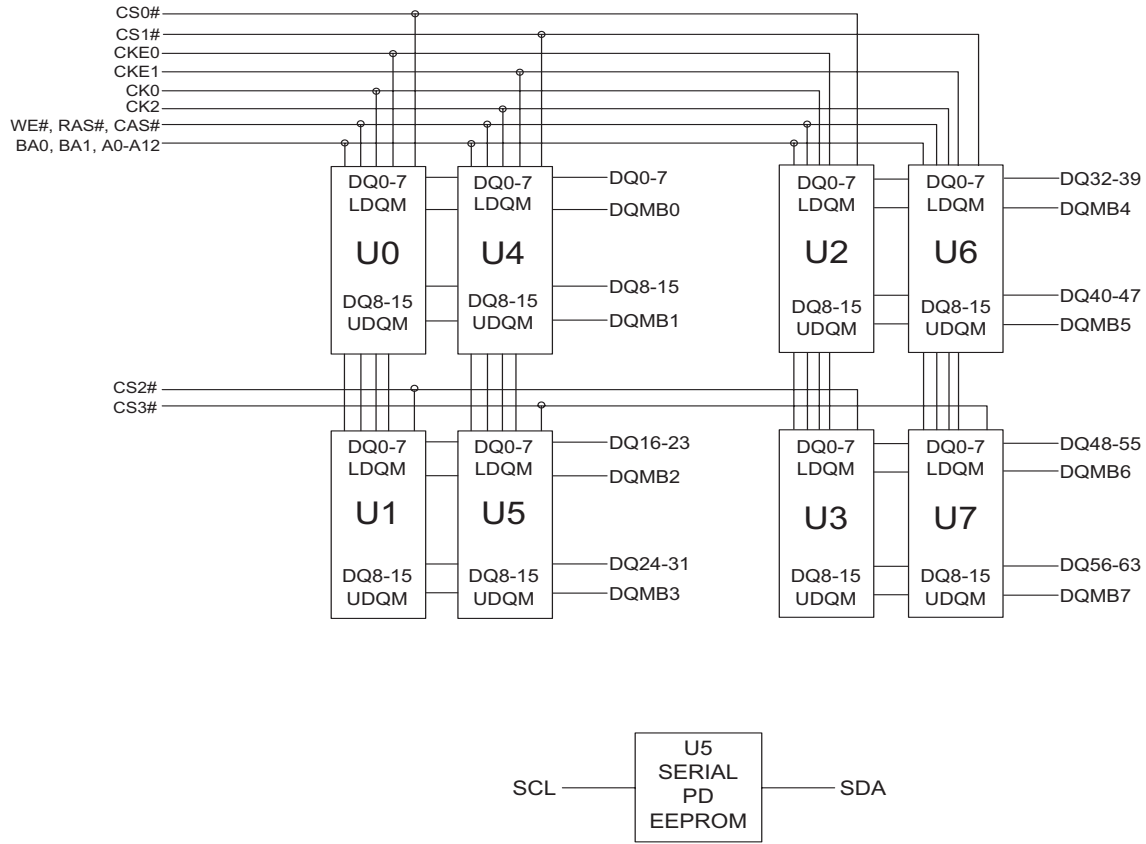 CS0#
CS1#
CKE0
CKE1
CK0
CK2
WE#, RAS#, CAS#
BA0, BA1, A0-A12
DQ0-7
LDQM
U0
DQ8-15
UDQM
DQ0-7
LDQM
U4
DQ8-15
UDQM
DQ0-7
DQMB0
DQ8-15
DQMB1
DQ0-7
LDQM
U2
DQ8-15
UDQM
DQ0-7
LDQM
U6
DQ8-15
UDQM
DQ32-39
DQMB4
DQ40-47
DQMB5
CS2#
CS3#
DQ0-7
LDQM
U1
DQ8-15
UDQM
DQ0-7
LDQM
U5
DQ8-15
UDQM
DQ16-23
DQMB2
DQ24-31
DQMB3
DQ0-7
LDQM
U3
DQ8-15
UDQM
DQ0-7
LDQM
U7
DQ8-15
UDQM
DQ48-55
DQMB6
DQ56-63
DQMB7
SCL
U5
SERIAL
PD
EEPROM
SDA